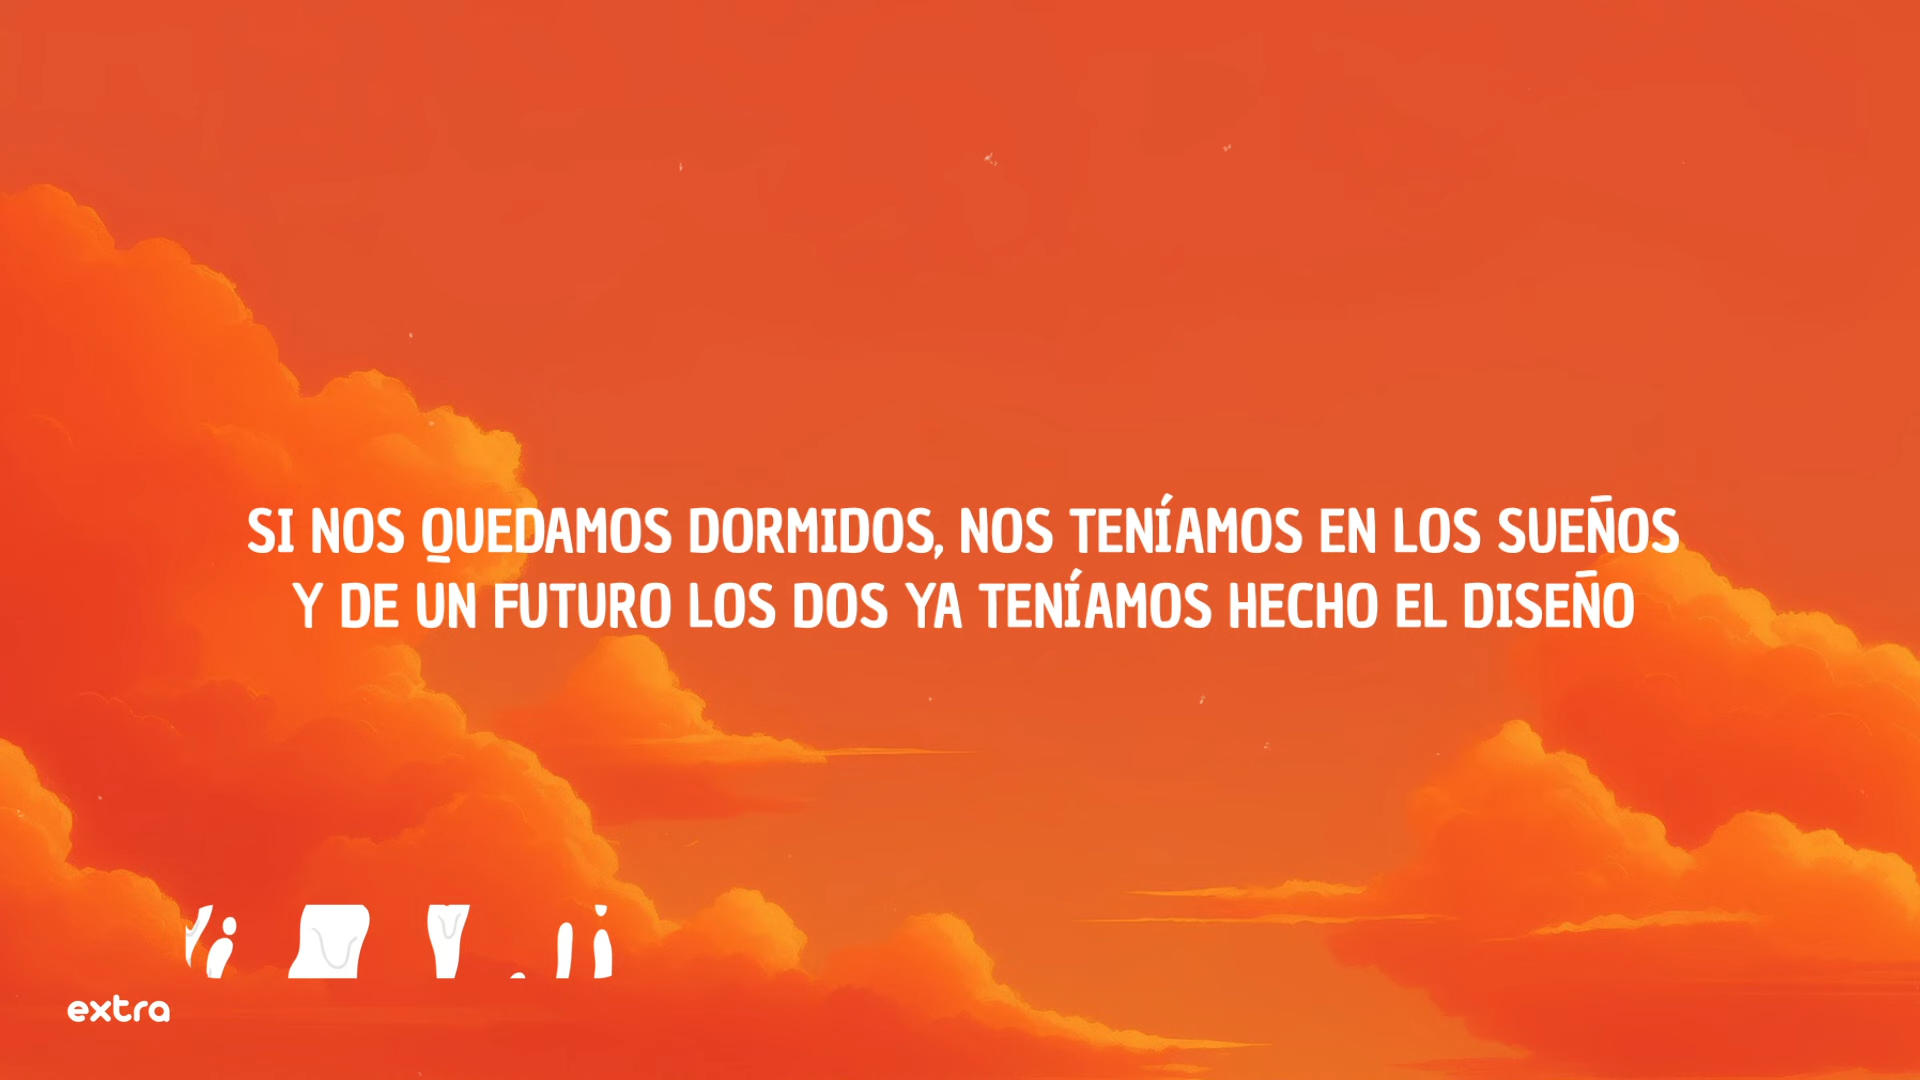 SI NOS QUEDAMOS DORMIDOS, NOS TENÍAMOS EN LOS SUEÑOS
Y DE UN FUTURO LOS DOS YA TENÍAMOS HECHO EL DISEÑO
extra